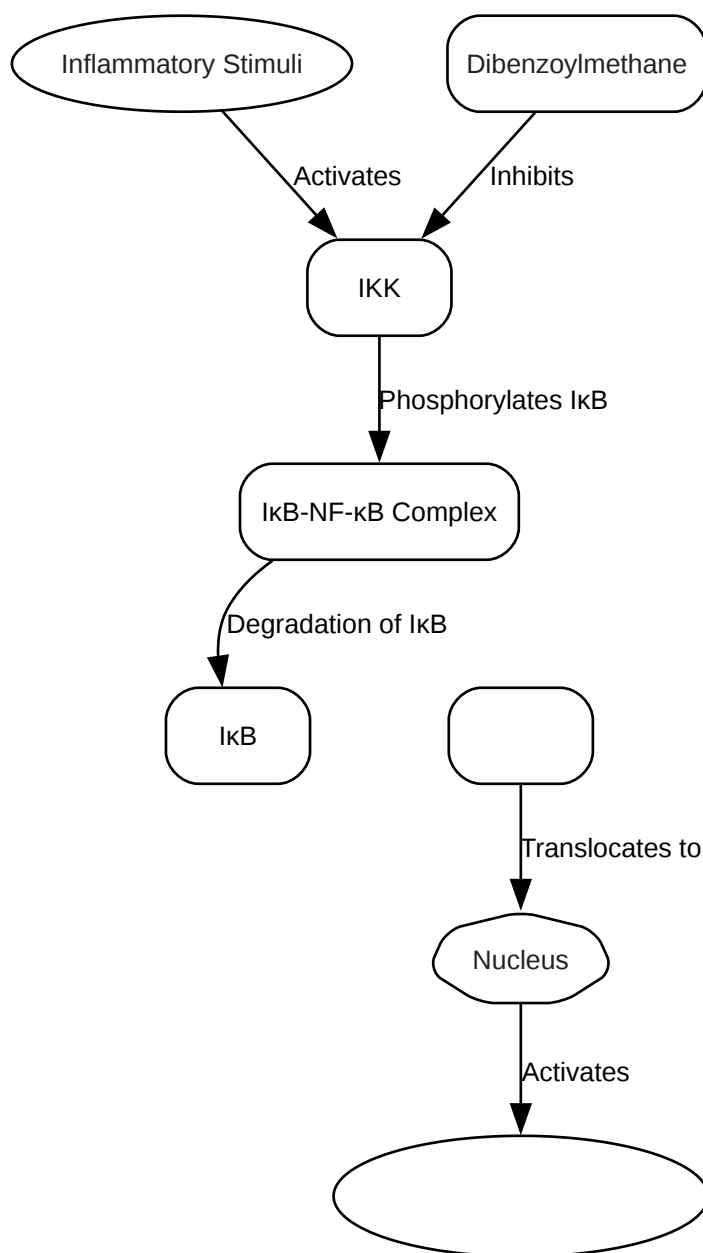 Inflammatory Stimuli
Dibenzoylmethane
Activates
Inhibits
IKK
Phosphorylates IκB
IκB-NF-κB Complex
Degradation of IκB
IκB
Translocates to
Nucleus
Activates